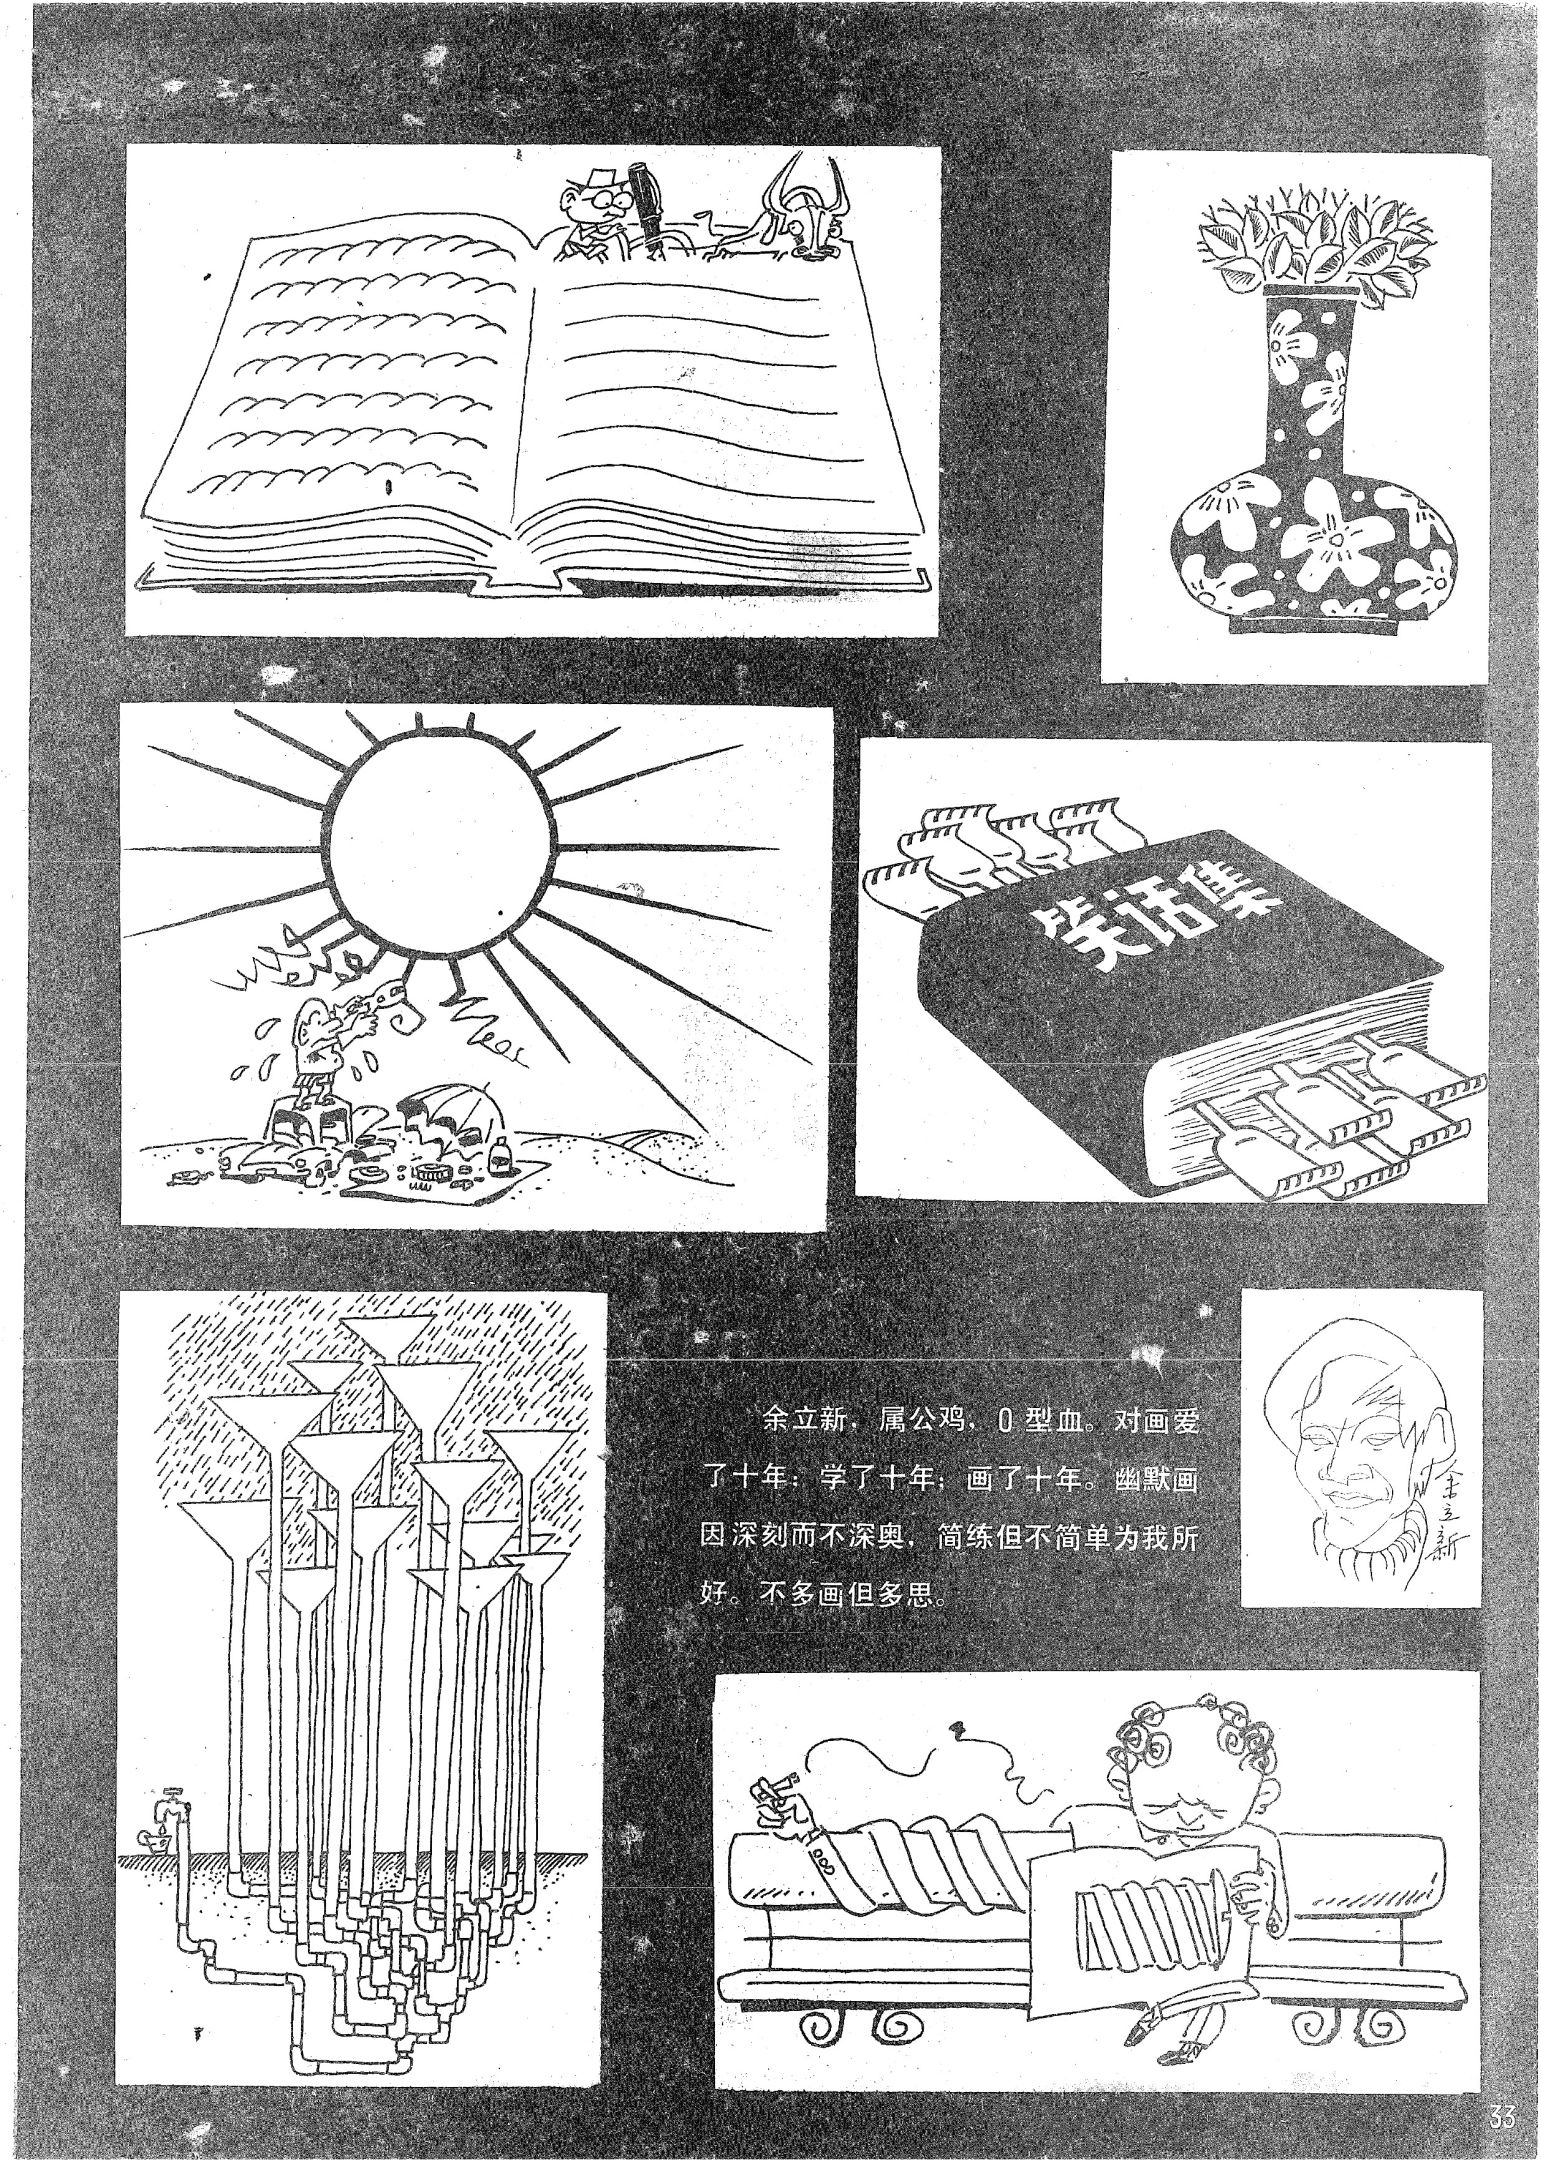 笑话集
余立新，属公鸡，O型血。对画爱
了十年；学了十年；画了十年。幽默画
因深刻而不深奥，简练但不简单为我所
好。不多画但多思。
余立新
33